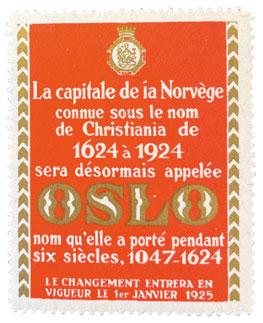 La capitale de la Norvège
connue sous le nom
de Christiania de
1624 à 1924
sera désormais appelée
OSLO
nom qu'elle a porté pendant
six siècles, 1047-1624
LE CHANGEMENT ENTRERA EN
VIGUEUR LE 1er JANVIER 1925